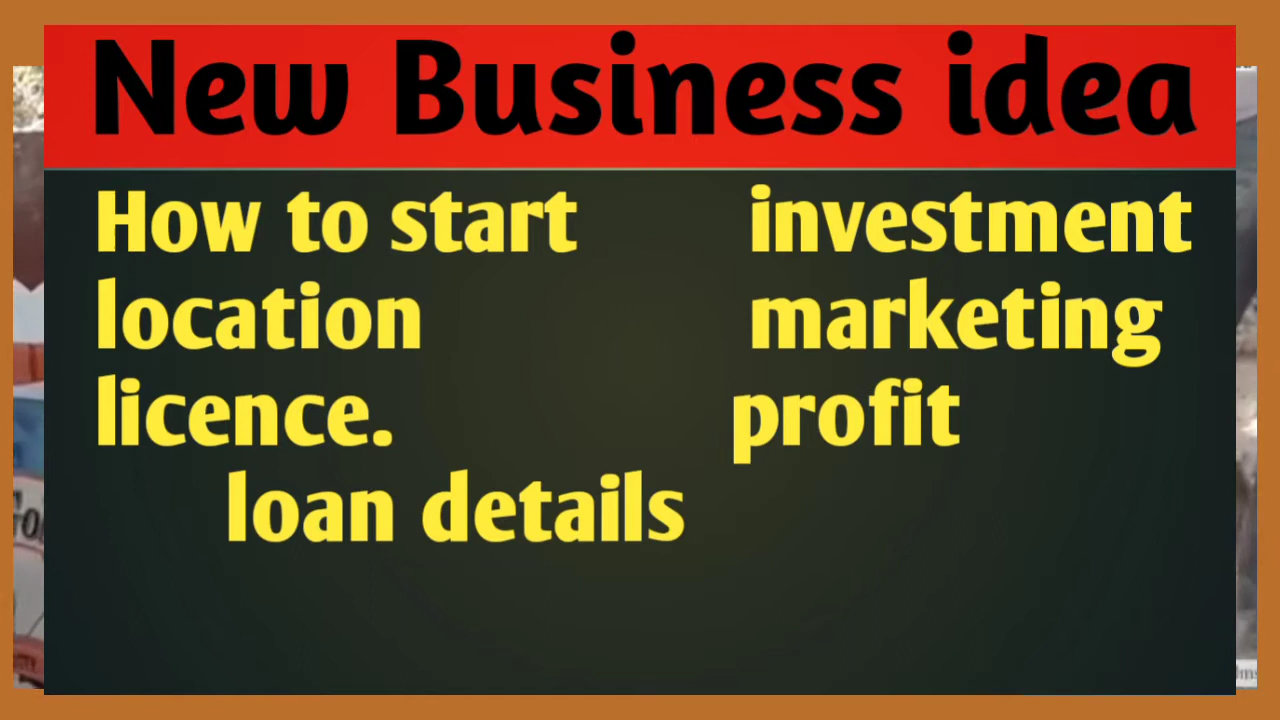 New Business idea
How to start investment
location marketing
licence. profit
loan details